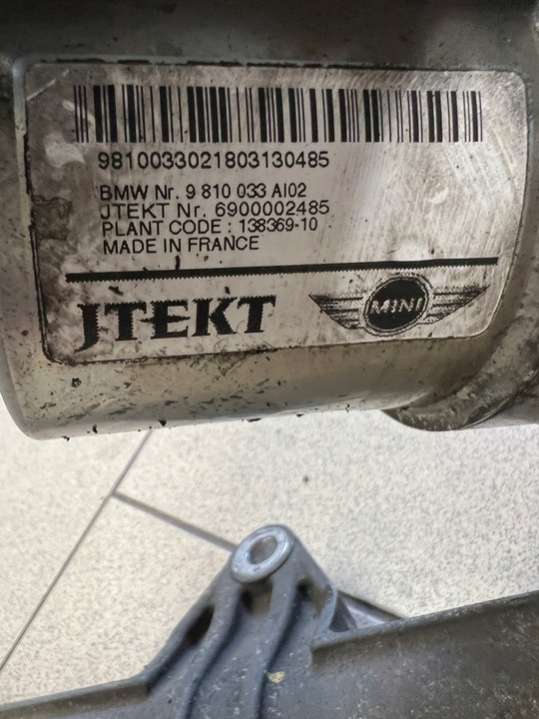 9810033021803130485
BMW Nr. 9 810 033 AI02
JTEKT Nr. 6900002485
PLANT CODE : 138369-10
MADE IN FRANCE
JTEKT
MINI